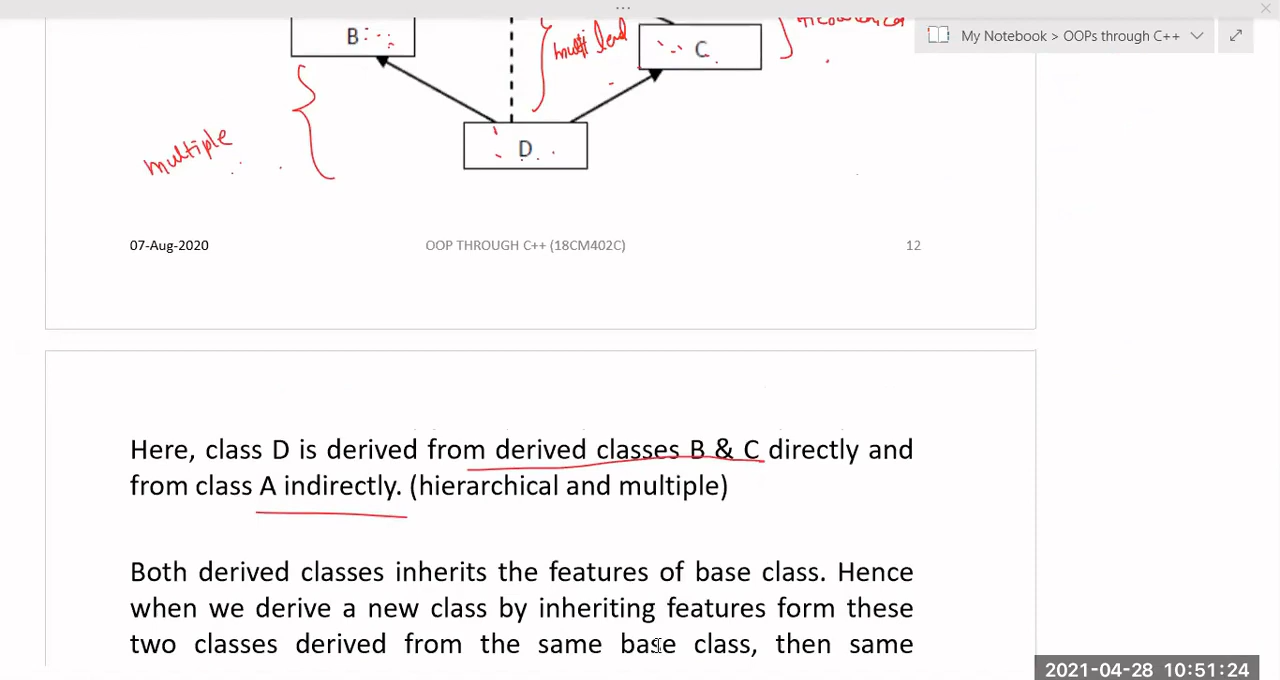 My Notebook > OOPs through C++
B
multi
C
multiple
D
07-Aug-2020
OOP THROUGH C++ (18CM402C)
12
Here, class D is derived from derived classes B & C directly and
from class A indirectly. (hierarchical and multiple)
Both derived classes inherits the features of base class. Hence
when we derive a new class by inheriting features form these
two classes derived from the same base class, then same
2021-04-28 10:51:24